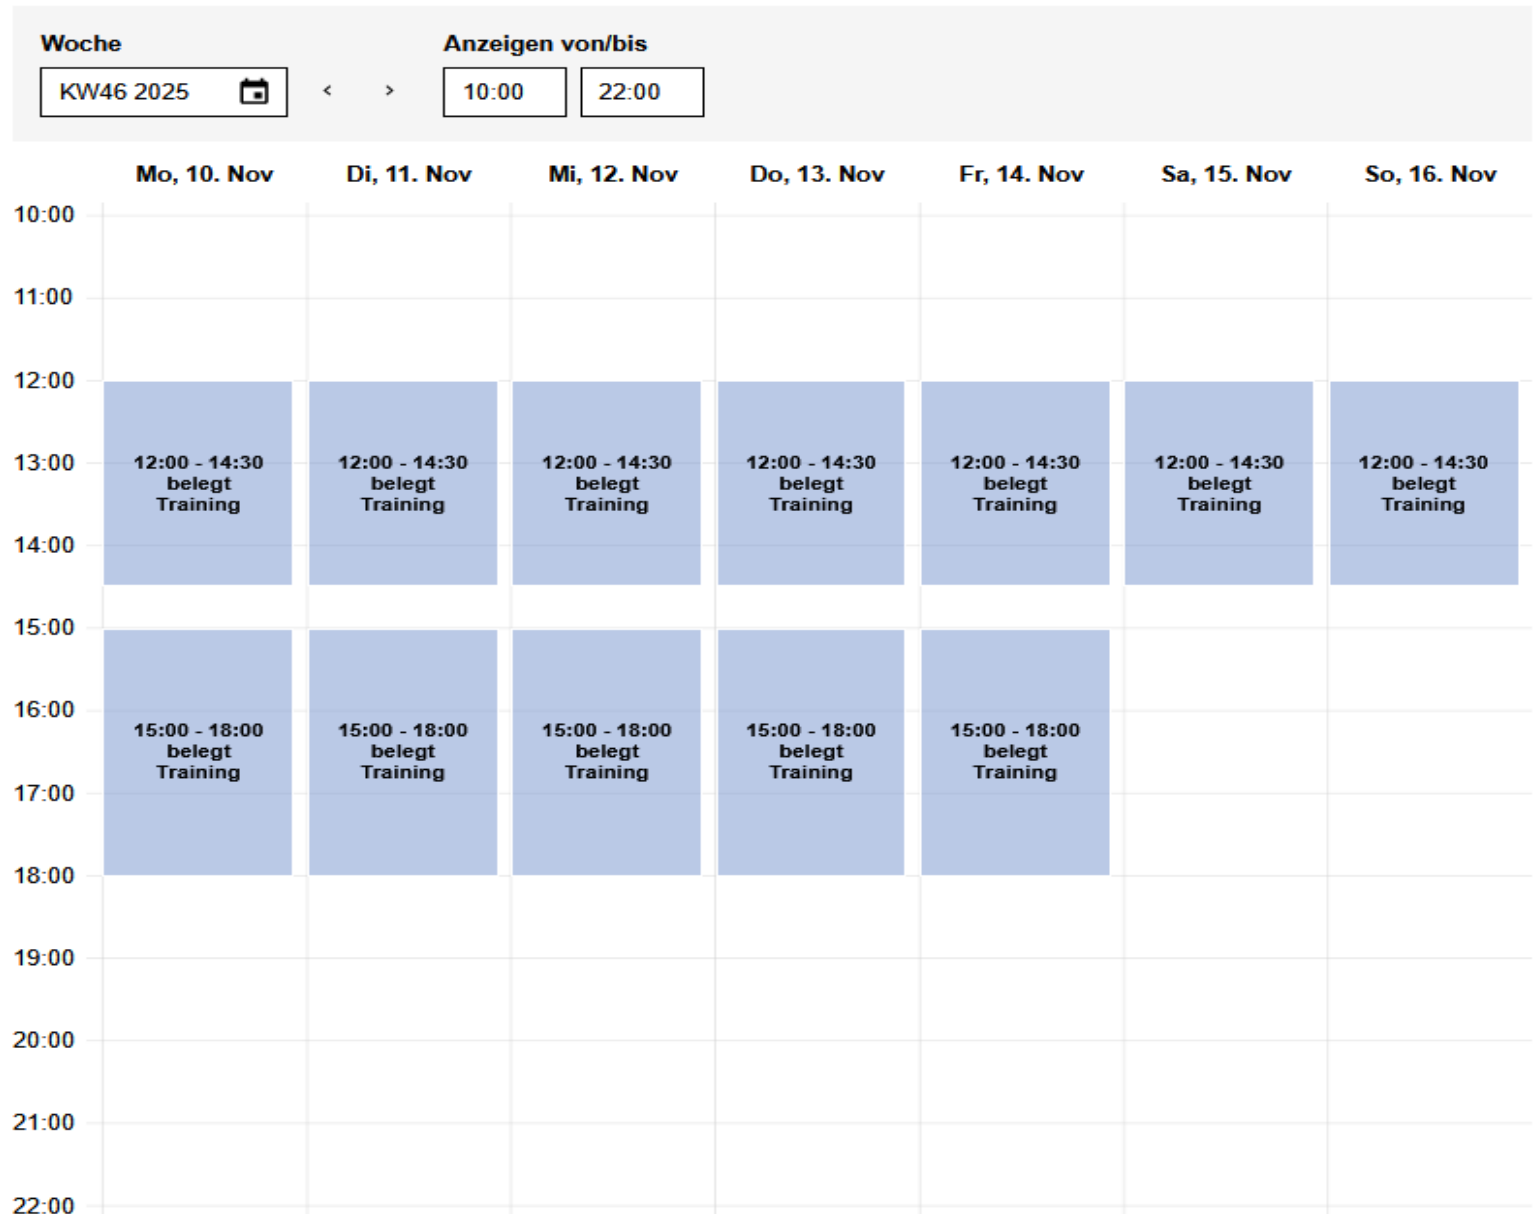 Woche
Anzeigen von/bis
KW46 2025
10:00
22:00
Mo, 10. Nov
Di, 11. Nov
Mi, 12. Nov
Do, 13. Nov
Fr, 14. Nov
Sa, 15. Nov
So, 16. Nov
10:00
11:00
12:00
13:00
14:00
15:00
16:00
17:00
18:00
19:00
20:00
21:00
22:00
12:00 - 14:30
belegt
Training
12:00 - 14:30
belegt
Training
12:00 - 14:30
belegt
Training
12:00 - 14:30
belegt
Training
12:00 - 14:30
belegt
Training
12:00 - 14:30
belegt
Training
12:00 - 14:30
belegt
Training
15:00 - 18:00
belegt
Training
15:00 - 18:00
belegt
Training
15:00 - 18:00
belegt
Training
15:00 - 18:00
belegt
Training
15:00 - 18:00
belegt
Training